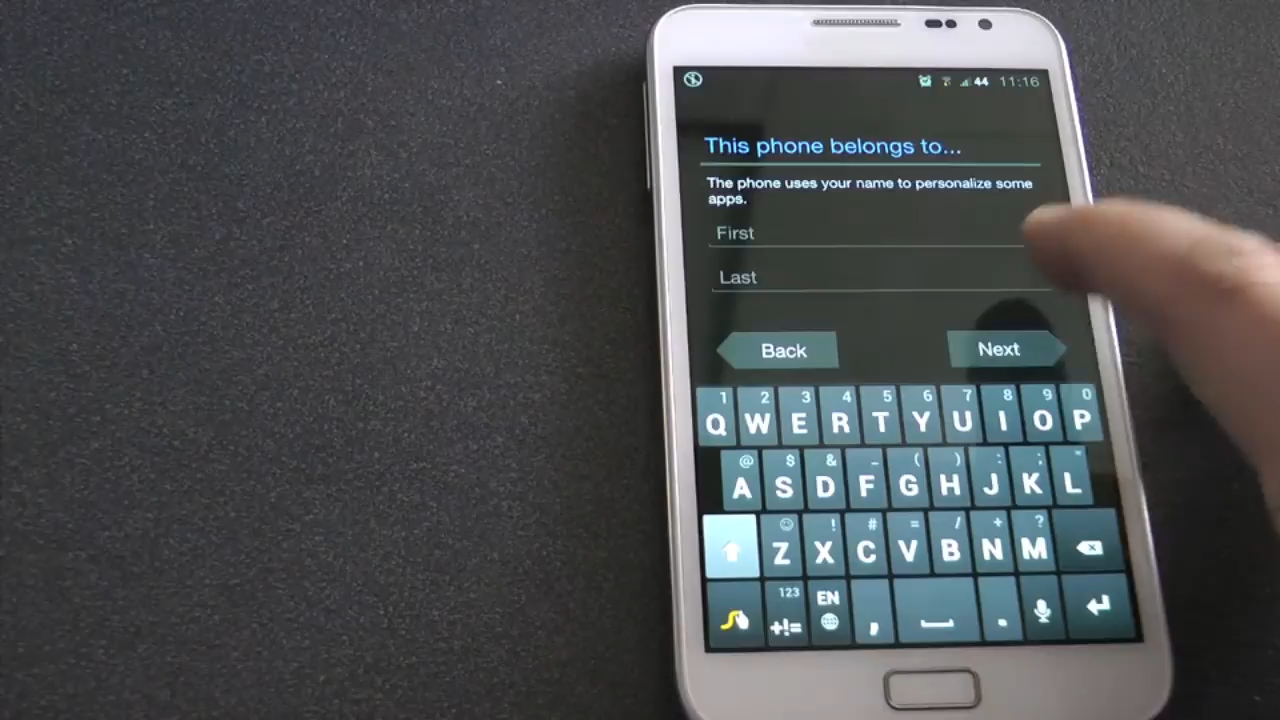 44 11:16
This phone belongs to...
The phone uses your name to personalize some
apps.
First
Last
Back Next
1 2 3 4 5 6 7 8 9 0
Q W E R T Y U I O P
@ $ & _ ( ) : ; "
A S D F G H J K L
! # = / + ?
Z X C V B N M
123 EN
+!= , .